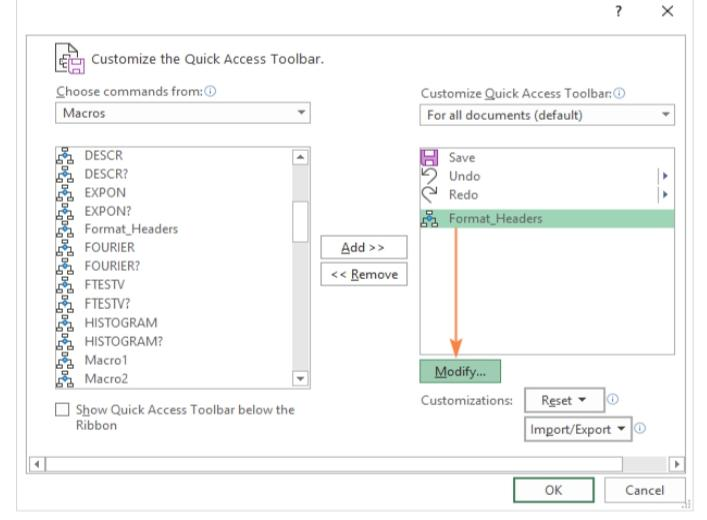 ?
Customize the Quick Access Toolbar.
Choose commands from:
Macros
DESCR
DESCR?
EXPON
EXPON?
Format_Headers
FOURIER
FOURIER?
FTESTV
FTESTV?
HISTOGRAM
HISTOGRAM?
Macro1
Macro2
Show Quick Access Toolbar below the
Ribbon
Add >>
<< Remove
Customize Quick Access Toolbar:
For all documents (default)
Save
Undo
Redo
Format_Headers
Modify...
Customizations:
Reset
Import/Export
OK
Cancel